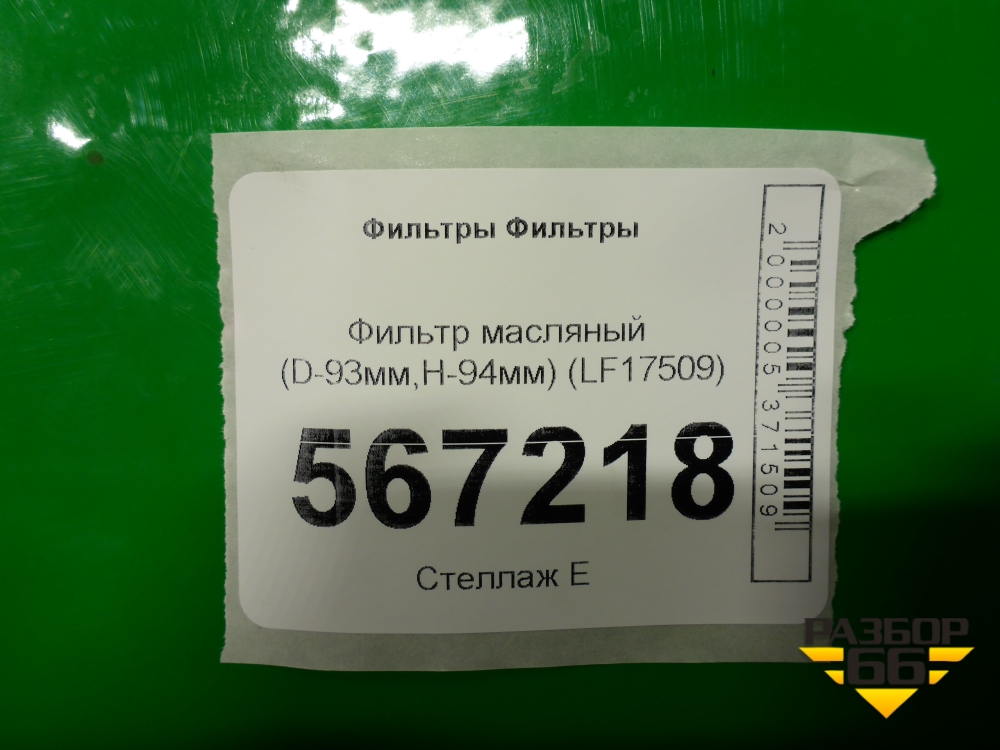 Фильтры Фильтры
Фильтр масляный
(D-93мм,H-94мм) (LF17509)
567218
Стеллаж Е
2000005371509
РАЗБОР
66